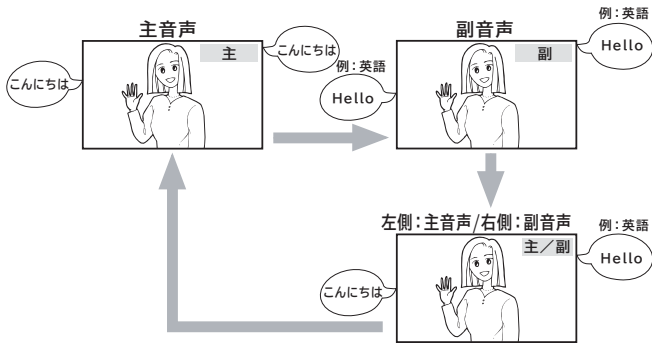 主音声
主
こんにちは
こんにちは
副音声
副
例：英語
Hello
例：英語
Hello
左側：主音声/右側：副音声
主／副
こんにちは
例：英語
Hello